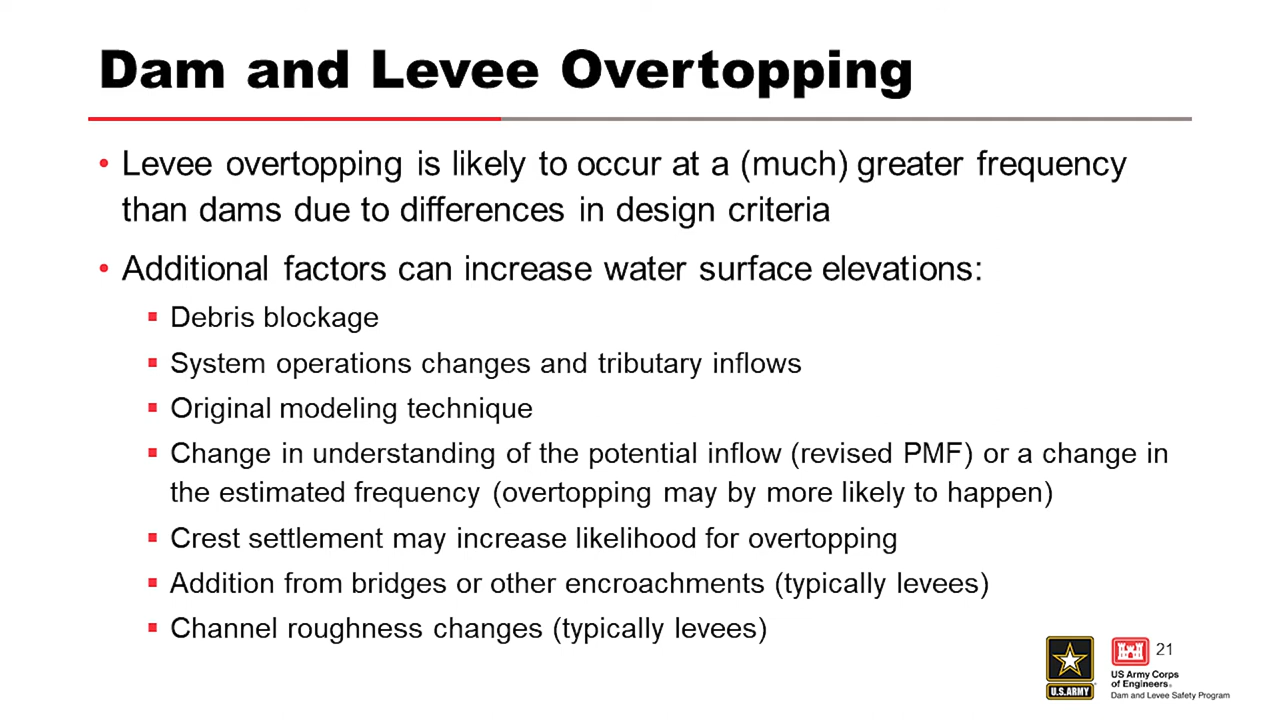 Dam and Levee Overtopping
• Levee overtopping is likely to occur at a (much) greater frequency
than dams due to differences in design criteria
• Additional factors can increase water surface elevations:
▪ Debris blockage
▪ System operations changes and tributary inflows
▪ Original modeling technique
▪ Change in understanding of the potential inflow (revised PMF) or a change in
the estimated frequency (overtopping may by more likely to happen)
▪ Crest settlement may increase likelihood for overtopping
▪ Addition from bridges or other encroachments (typically levees)
▪ Channel roughness changes (typically levees)
21
U.S. ARMY
US Army Corps
of Engineers®
Dam and Levee Safety Program